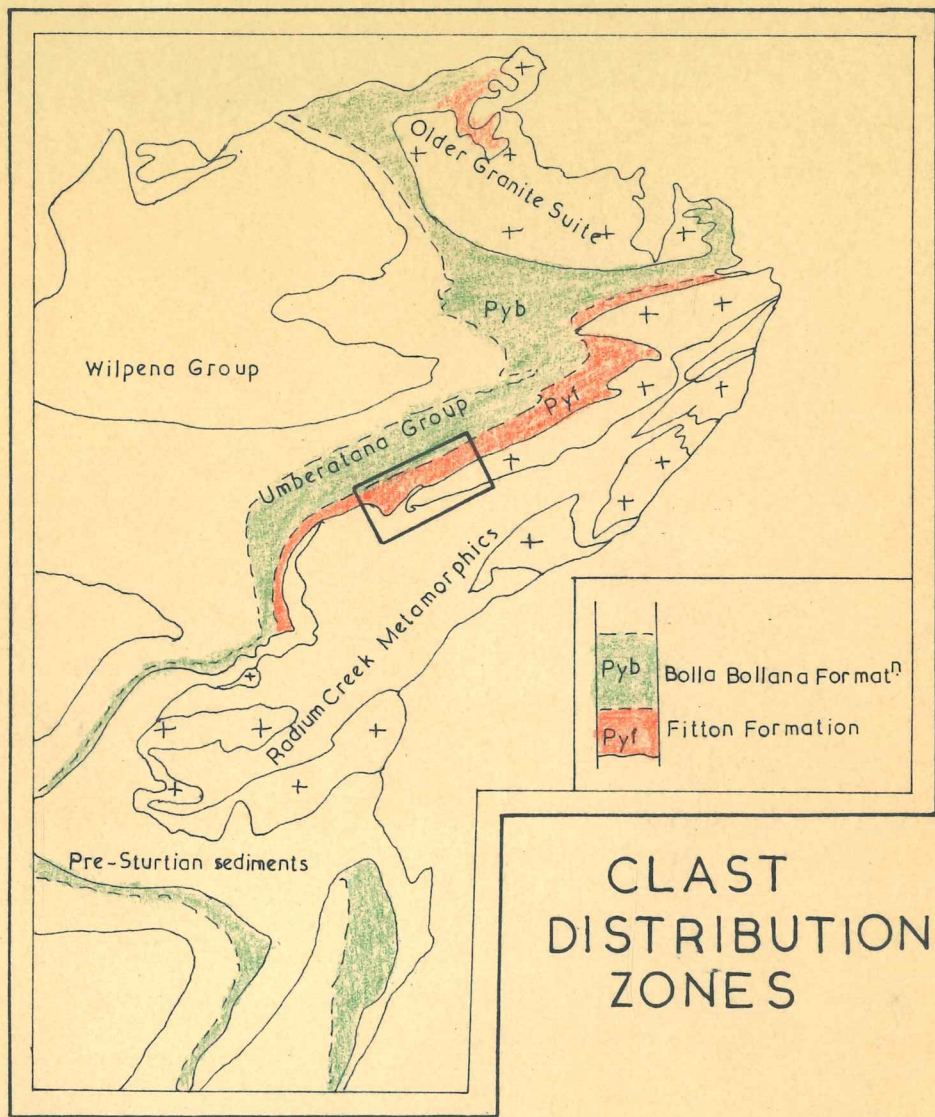 Older Granite Suite
Pyb
Wilpena Group
Pyf
Umberatana Group
Radium Creek Metamorphics
Pyb Bolla Bollana Formatⁿ
Pyf Fitton Formation
Pre-Sturtian sediments
CLAST
DISTRIBUTION
ZONES